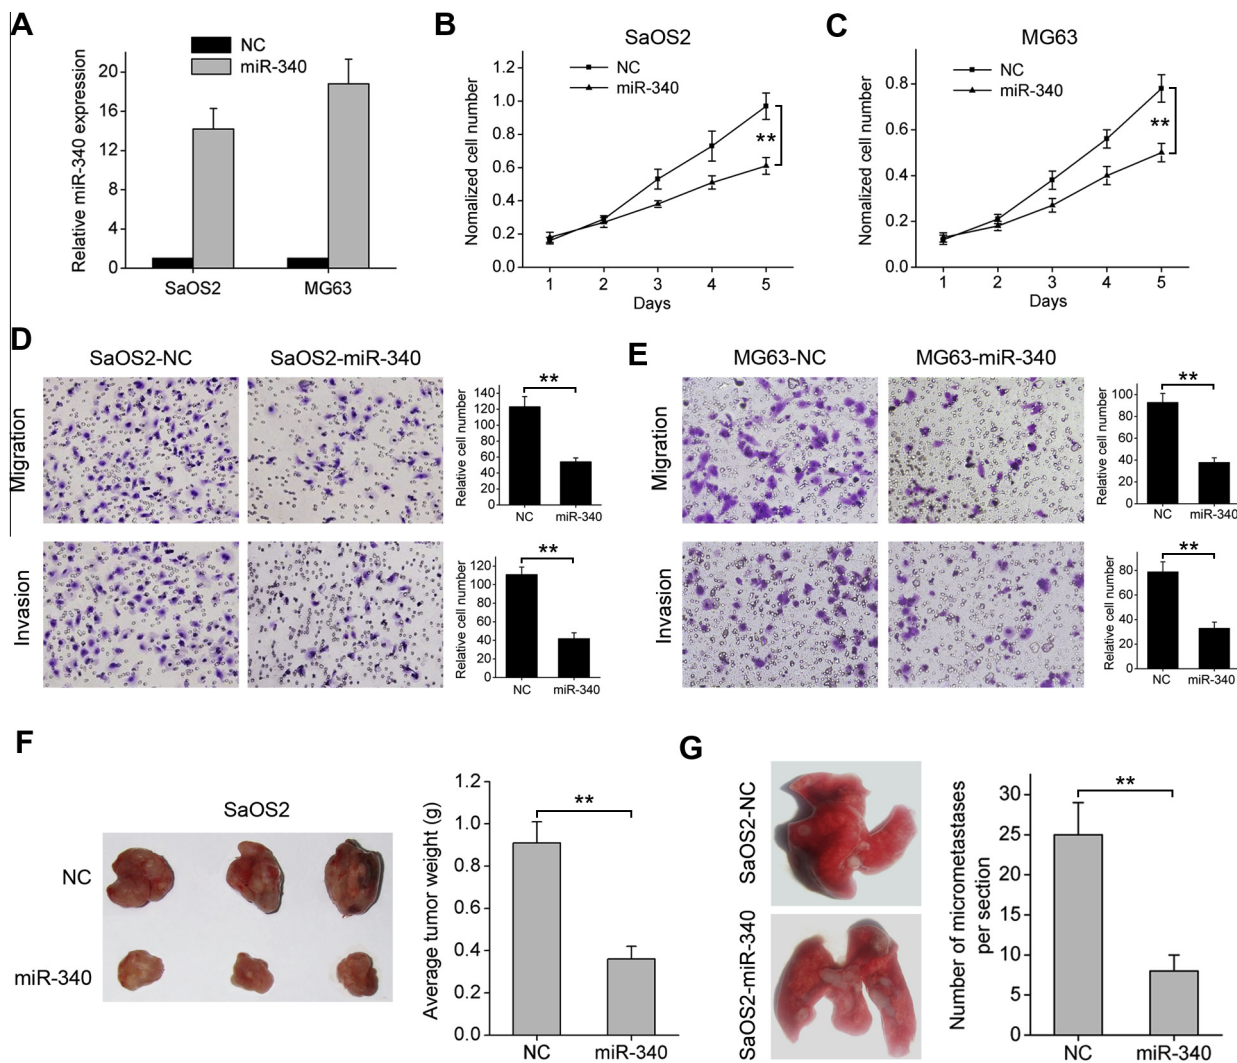 A
NC
miR-340
Relative miR-340 expression
20
16
12
8
4
0
SaOS2
MG63
B
SaOS2
NC
miR-340
Nomalized cell number
1.2
1.0
0.8
0.6
0.4
0.2
0.0
**
1 2 3 4 5
Days
C
MG63
NC
miR-340
Nomalized cell number
0.8
0.6
0.4
0.2
0.0
**
1 2 3 4 5
Days
D
SaOS2-NC
SaOS2-miR-340
Migration
Relative cell number
140
120
100
80
60
40
20
0
**
NC miR-340
Invasion
Relative cell number
120
100
80
60
40
20
0
**
NC miR-340
E
MG63-NC
MG63-miR-340
Migration
Relative cell number
100
80
60
40
20
0
**
NC miR-340
Invasion
Relative cell number
80
60
40
20
0
**
NC miR-340
F
SaOS2
NC
miR-340
Average tumor weight (g)
1.2
1.0
0.8
0.6
0.4
0.2
0.0
**
NC miR-340
G
SaOS2-NC
SaOS2-miR-340
Number of micrometastases
per section
30
25
20
15
10
5
0
**
NC miR-340